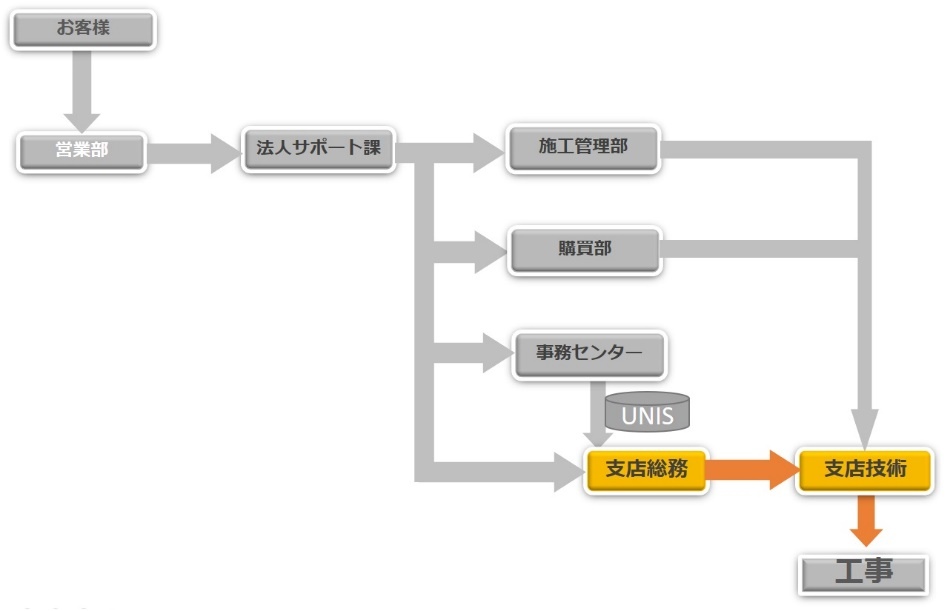 お客様
営業部
法人サポート課
施工管理部
購買部
事務センター
UNIS
支店総務
支店技術
工事